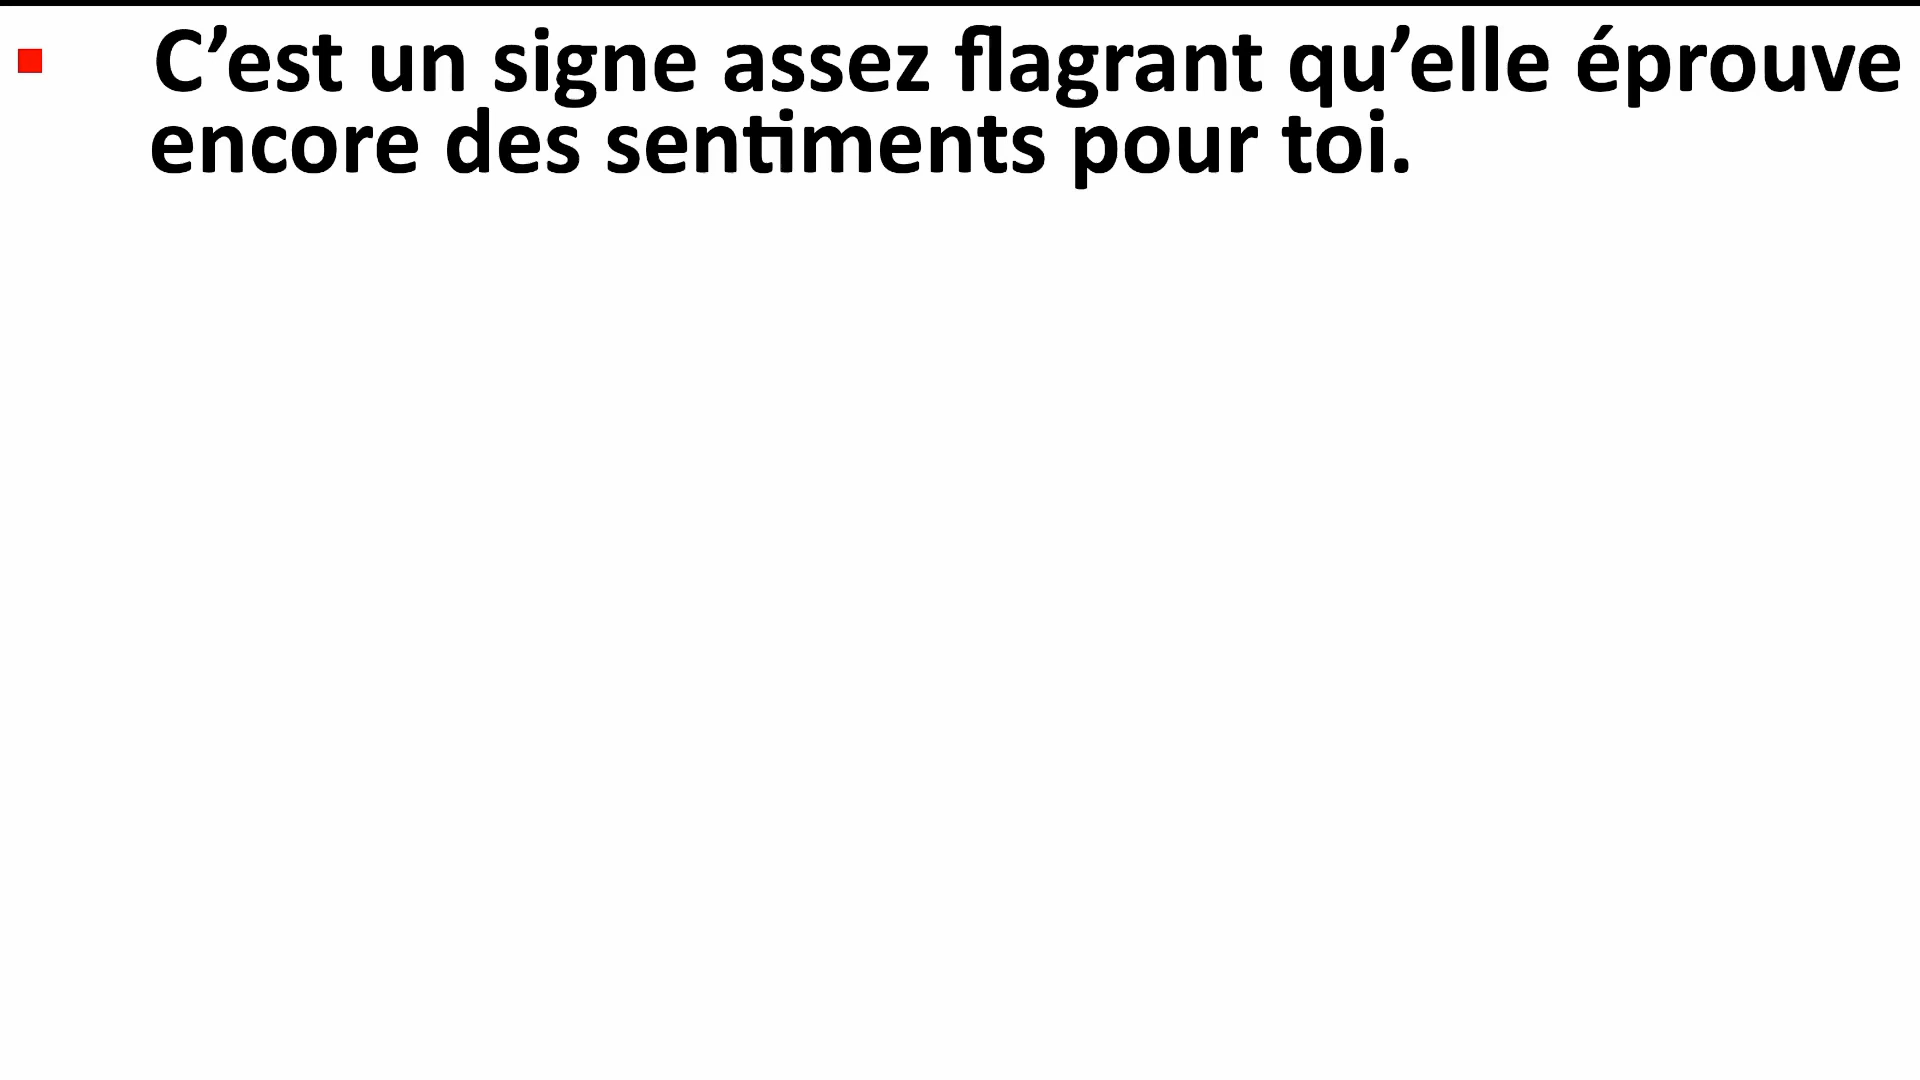 C’est un signe assez flagrant qu’elle éprouve
encore des sentiments pour toi.